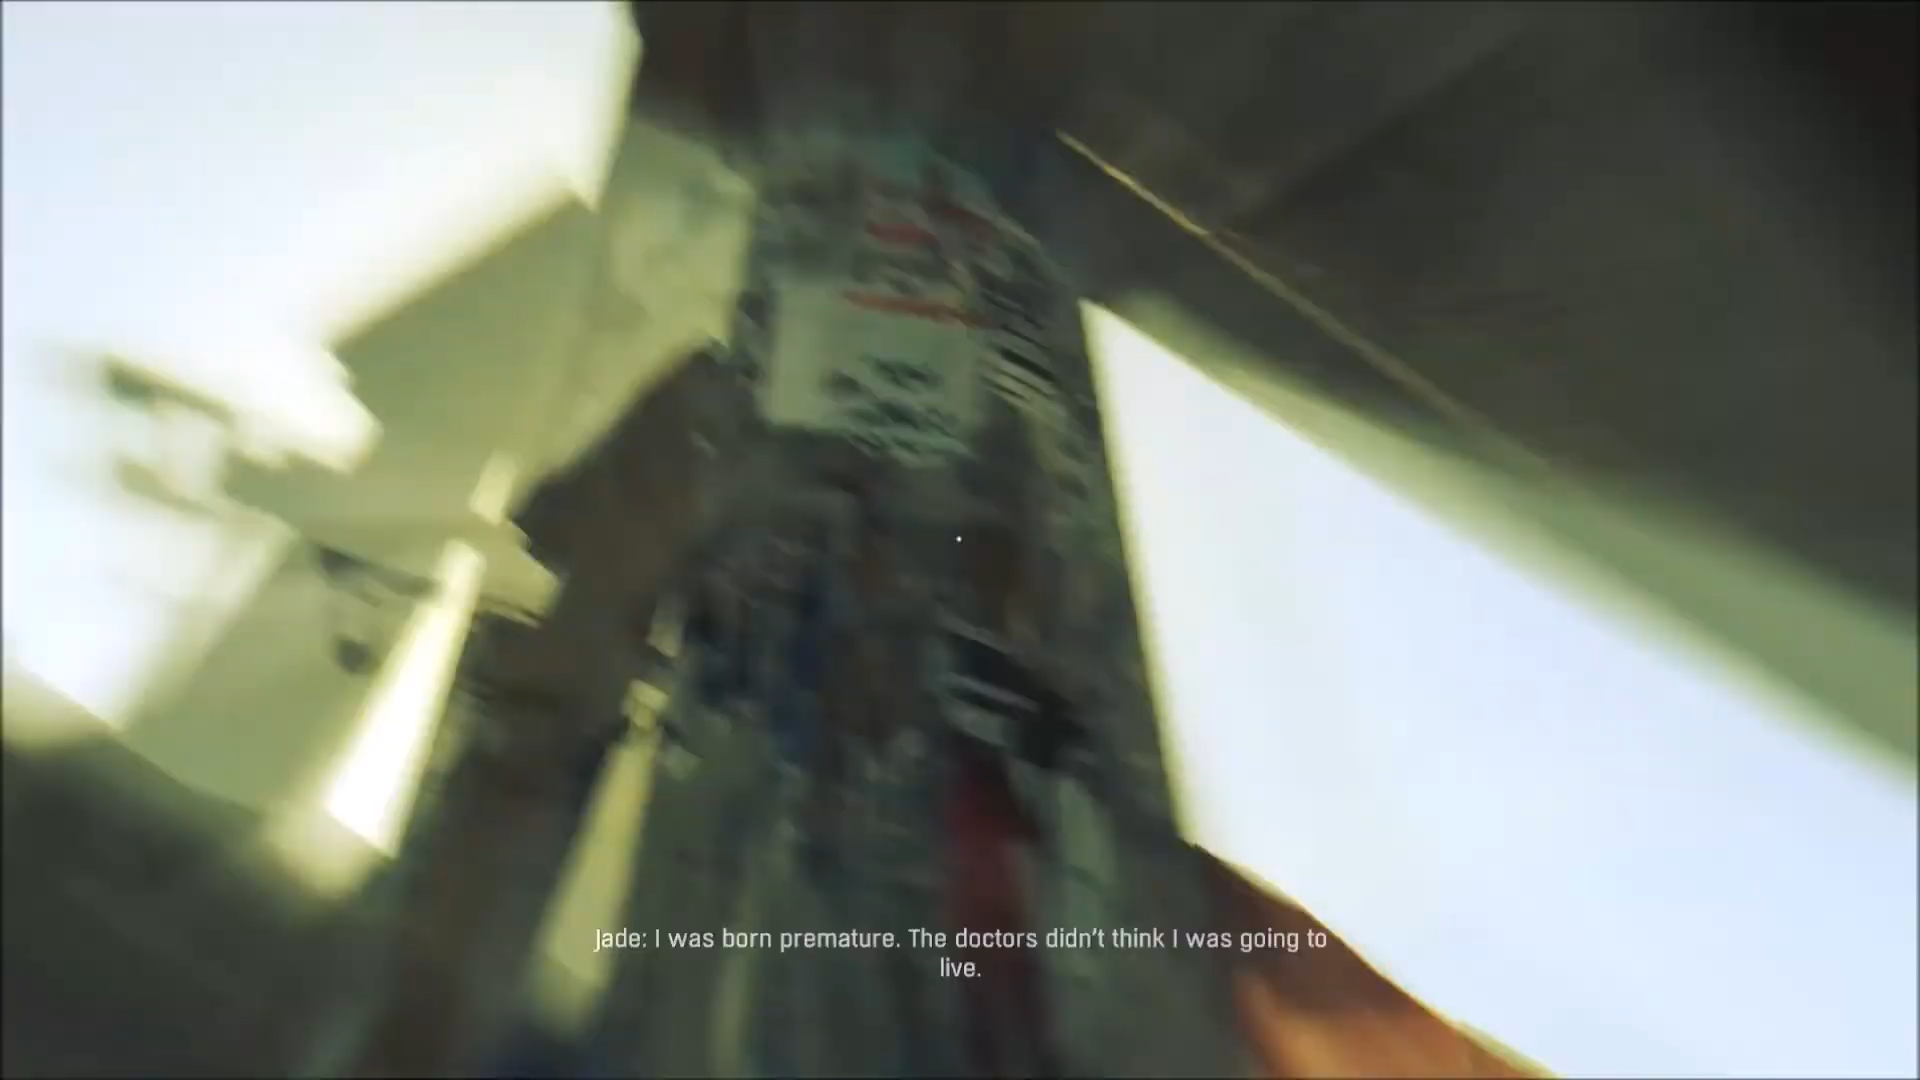 Jade: I was born premature. The doctors didn't think I was going to
live.